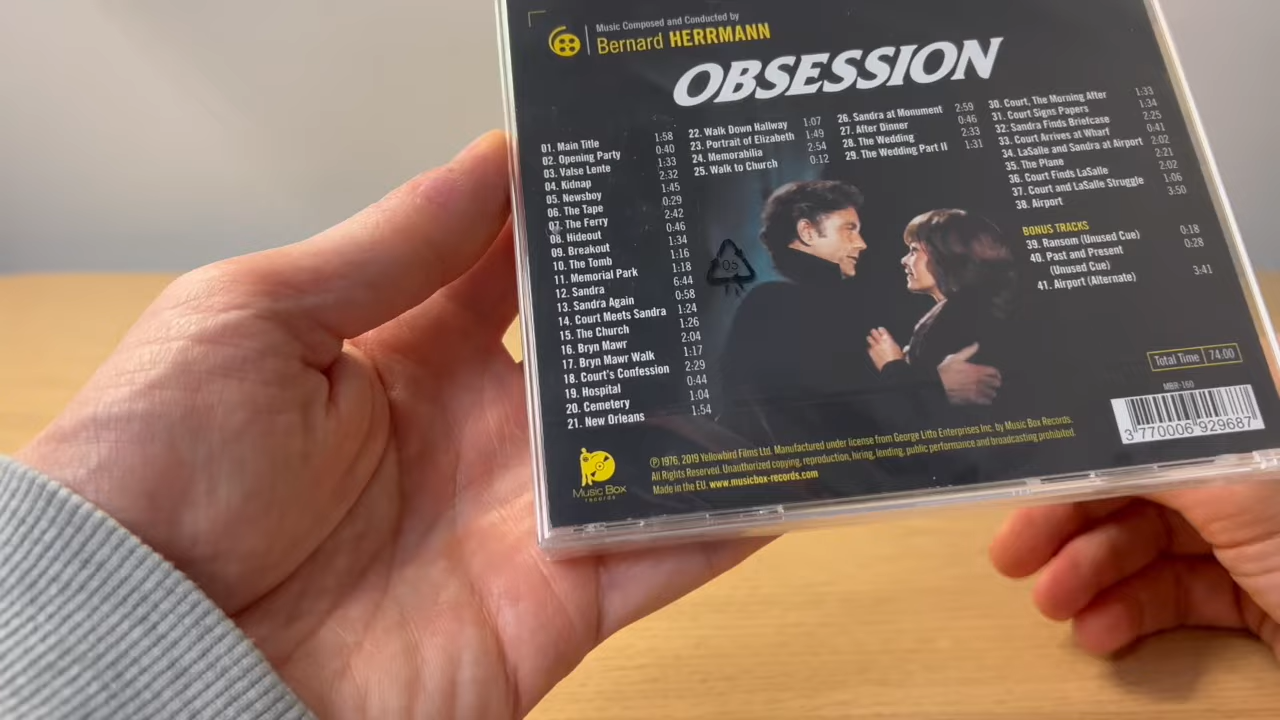 Music Composed and Conducted by
Bernard HERRMANN
OBSESSION
01. Main Title 1:58
02. Opening Party 0:40
03. Valse Lente 1:33
04. Kidnap 2:32
05. Newsboy 1:45
06. The Tape 0:29
07. The Ferry 2:42
08. Hideout 0:46
09. Breakout 1:34
10. The Tomb 1:16
11. Memorial Park 1:18
12. Sandra 6:44
13. Sandra Again 0:58
14. Court Meets Sandra 1:24
15. The Church 1:26
16. Bryn Mawr 2:04
17. Bryn Mawr Walk 1:17
18. Court's Confession 2:29
19. Hospital 0:44
20. Cemetery 1:04
21. New Orleans 1:54
22. Walk Down Hallway 1:07
23. Portrait of Elizabeth 1:49
24. Memorabilia 2:54
25. Walk to Church 0:12
26. Sandra at Monument 2:59
27. After Dinner 0:46
28. The Wedding 2:33
29. The Wedding Part II 1:31
30. Court, The Morning After 1:33
31. Court Signs Papers 1:34
32. Sandra Finds Briefcase 2:25
33. Court Arrives at Wharf 0:41
34. LaSalle and Sandra at Airport 2:02
35. The Plane 2:21
36. Court Finds LaSalle 2:02
37. Court and LaSalle Struggle 1:06
38. Airport 3:50
BONUS TRACKS
39. Ransom (Unused Cue) 0:18
40. Past and Present 0:28
(Unused Cue)
41. Airport (Alternate) 3:41
05
Total Time 74:00
MBR-160
3 770006 929687
Music Box
records
℗ 1976, 2019 Yellowbird Films Ltd. Manufactured under license from George Litto Enterprises Inc. by Music Box Records.
All Rights Reserved. Unauthorized copying, reproduction, hiring, lending, public performance and broadcasting prohibited.
Made in the EU. www.musicbox-records.com